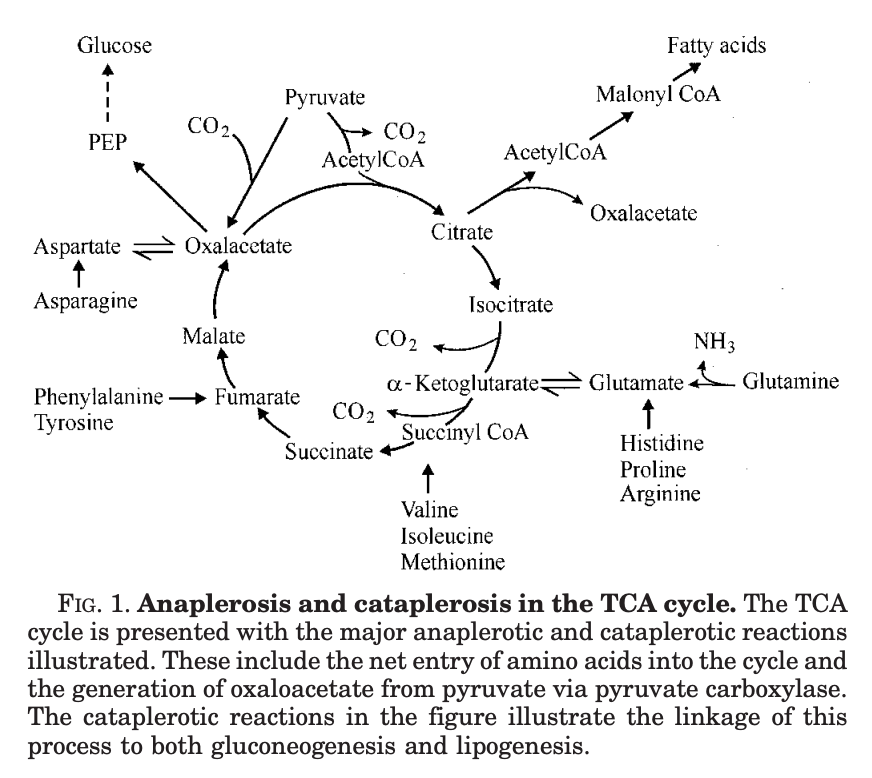 Glucose
Fatty acids
Pyruvate
Malonyl CoA
CO2
CO2
PEP
AcetylCoA
AcetylCoA
Oxalacetate
Citrate
Aspartate
Oxalacetate
Asparagine
Isocitrate
Malate
CO2
NH3
α-Ketoglutarate
Glutamate
Glutamine
Phenylalanine
Tyrosine
Fumarate
CO2
Succinyl CoA
Succinate
Histidine
Proline
Arginine
Valine
Isoleucine
Methionine
FIG. 1. Anaplerosis and cataplerosis in the TCA cycle. The TCA
cycle is presented with the major anaplerotic and cataplerotic reactions
illustrated. These include the net entry of amino acids into the cycle and
the generation of oxaloacetate from pyruvate via pyruvate carboxylase.
The cataplerotic reactions in the figure illustrate the linkage of this
process to both gluconeogenesis and lipogenesis.